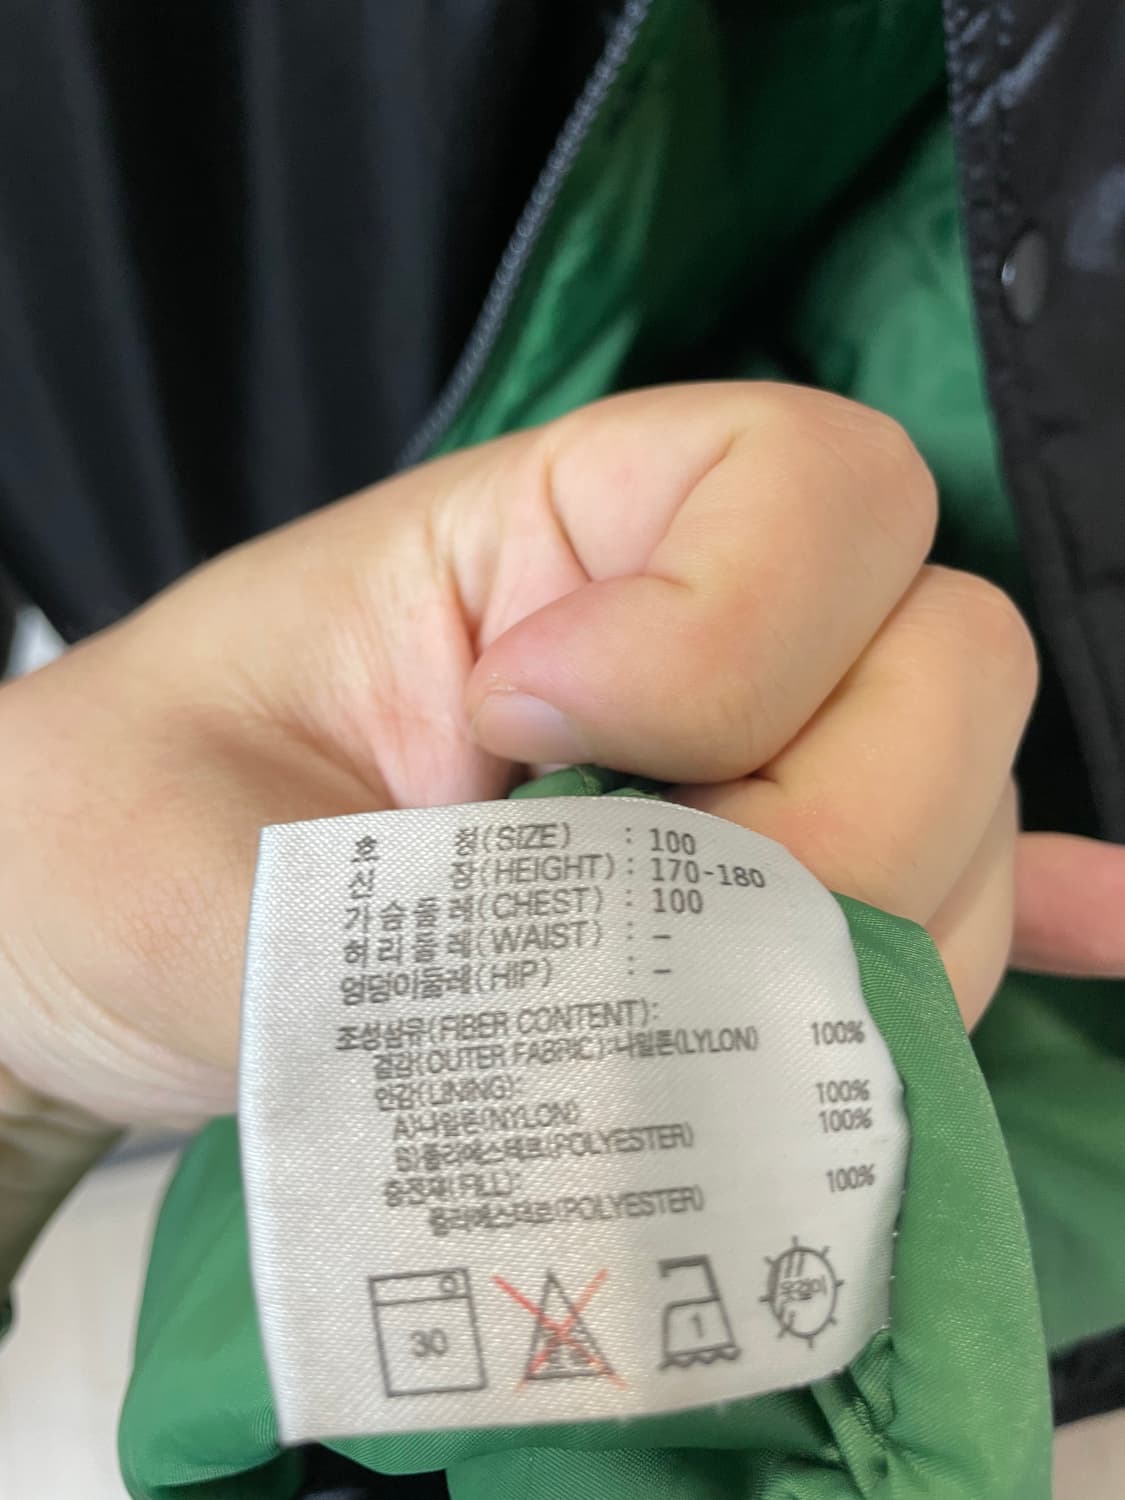 호 칭(SIZE) : 100
신 장(HEIGHT) : 170-180
가슴둘레(CHEST) : 100
허리둘레(WAIST) : -
엉덩이둘레(HIP) : -
조성섬유(FIBER CONTENT):
겉감(OUTER FABRIC):나일론(LYLON) 100%
안감(LINING):
A)나일론(NYLON) 100%
B)폴리에스테르(POLYESTER) 100%
충전재(FILL):
폴리에스테르(POLYESTER) 100%
30
1
옷걸이